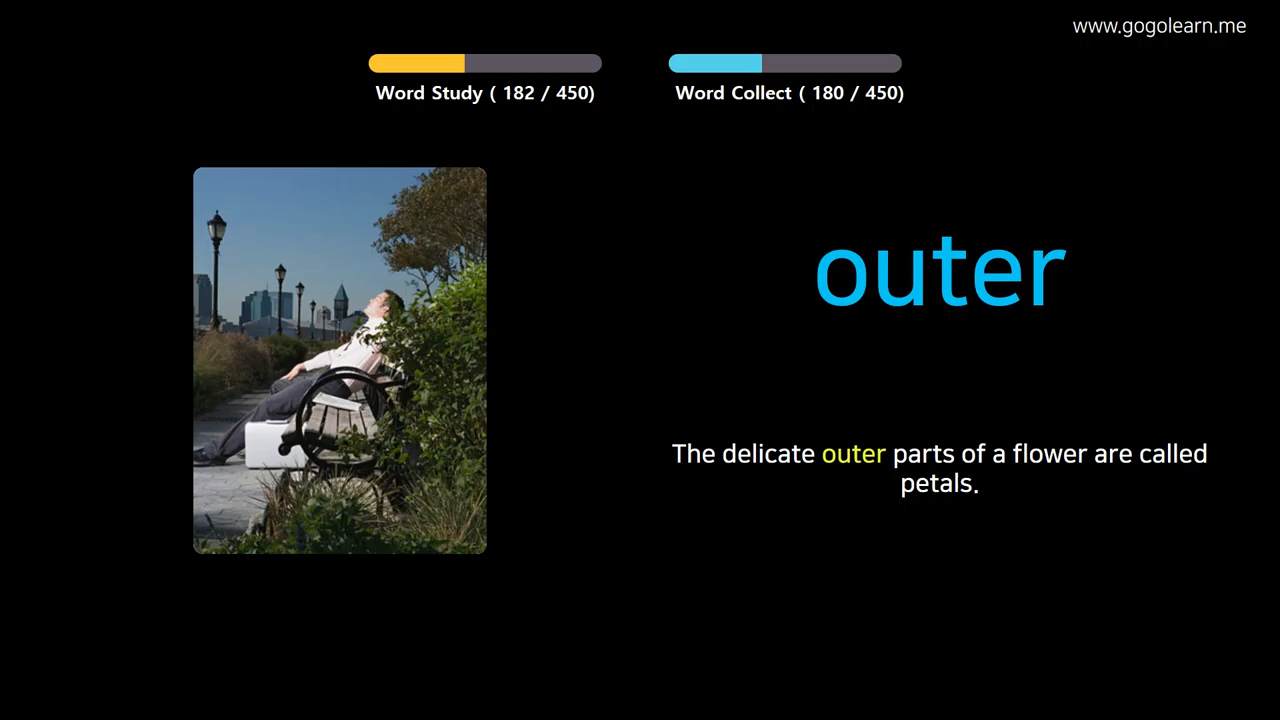 www.gogolearn.me
Word Study ( 182 / 450)
Word Collect ( 180 / 450)
outer
The delicate outer parts of a flower are called
petals.